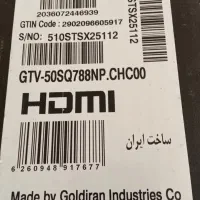 2036072446939
GTIN Code : 2902096605917
S/NO: 510STSX25112
STSX25112
GTV-50SQ788NP.CHC00
HDMI
ساخت ایران
6 260948 917677
Made by Goldiran Industries Co